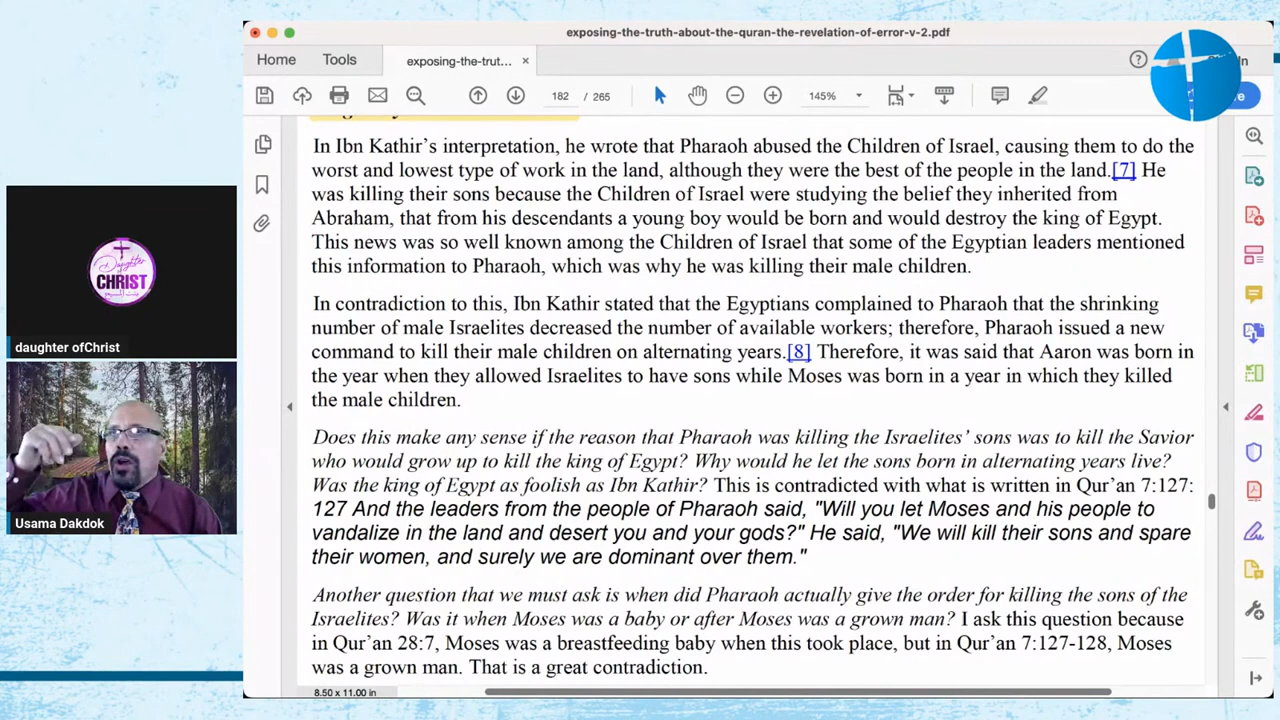 exposing-the-truth-about-the-quran-the-revelation-of-error-v-2.pdf
Home
Tools
exposing-the-trut...
182 / 265
145%
In Ibn Kathir's interpretation, he wrote that Pharaoh abused the Children of Israel, causing them to do the
worst and lowest type of work in the land, although they were the best of the people in the land.[7] He
was killing their sons because the Children of Israel were studying the belief they inherited from
Abraham, that from his descendants a young boy would be born and would destroy the king of Egypt.
This news was so well known among the Children of Israel that some of the Egyptian leaders mentioned
this information to Pharaoh, which was why he was killing their male children.
In contradiction to this, Ibn Kathir stated that the Egyptians complained to Pharaoh that the shrinking
number of male Israelites decreased the number of available workers; therefore, Pharaoh issued a new
command to kill their male children on alternating years.[8] Therefore, it was said that Aaron was born in
the year when they allowed Israelites to have sons while Moses was born in a year in which they killed
the male children.
Does this make any sense if the reason that Pharaoh was killing the Israelites' sons was to kill the Savior
who would grow up to kill the king of Egypt? Why would he let the sons born in alternating years live?
Was the king of Egypt as foolish as Ibn Kathir? This is contradicted with what is written in Qur'an 7:127:
127 And the leaders from the people of Pharaoh said, "Will you let Moses and his people to
vandalize in the land and desert you and your gods?" He said, "We will kill their sons and spare
their women, and surely we are dominant over them."
Another question that we must ask is when did Pharaoh actually give the order for killing the sons of the
Israelites? Was it when Moses was a baby or after Moses was a grown man? I ask this question because
in Qur'an 28:7, Moses was a breastfeeding baby when this took place, but in Qur'an 7:127-128, Moses
was a grown man. That is a great contradiction.
8.50 x 11.00 in
Daughter
CHRIST
daughter ofChrist
Usama Dakdok